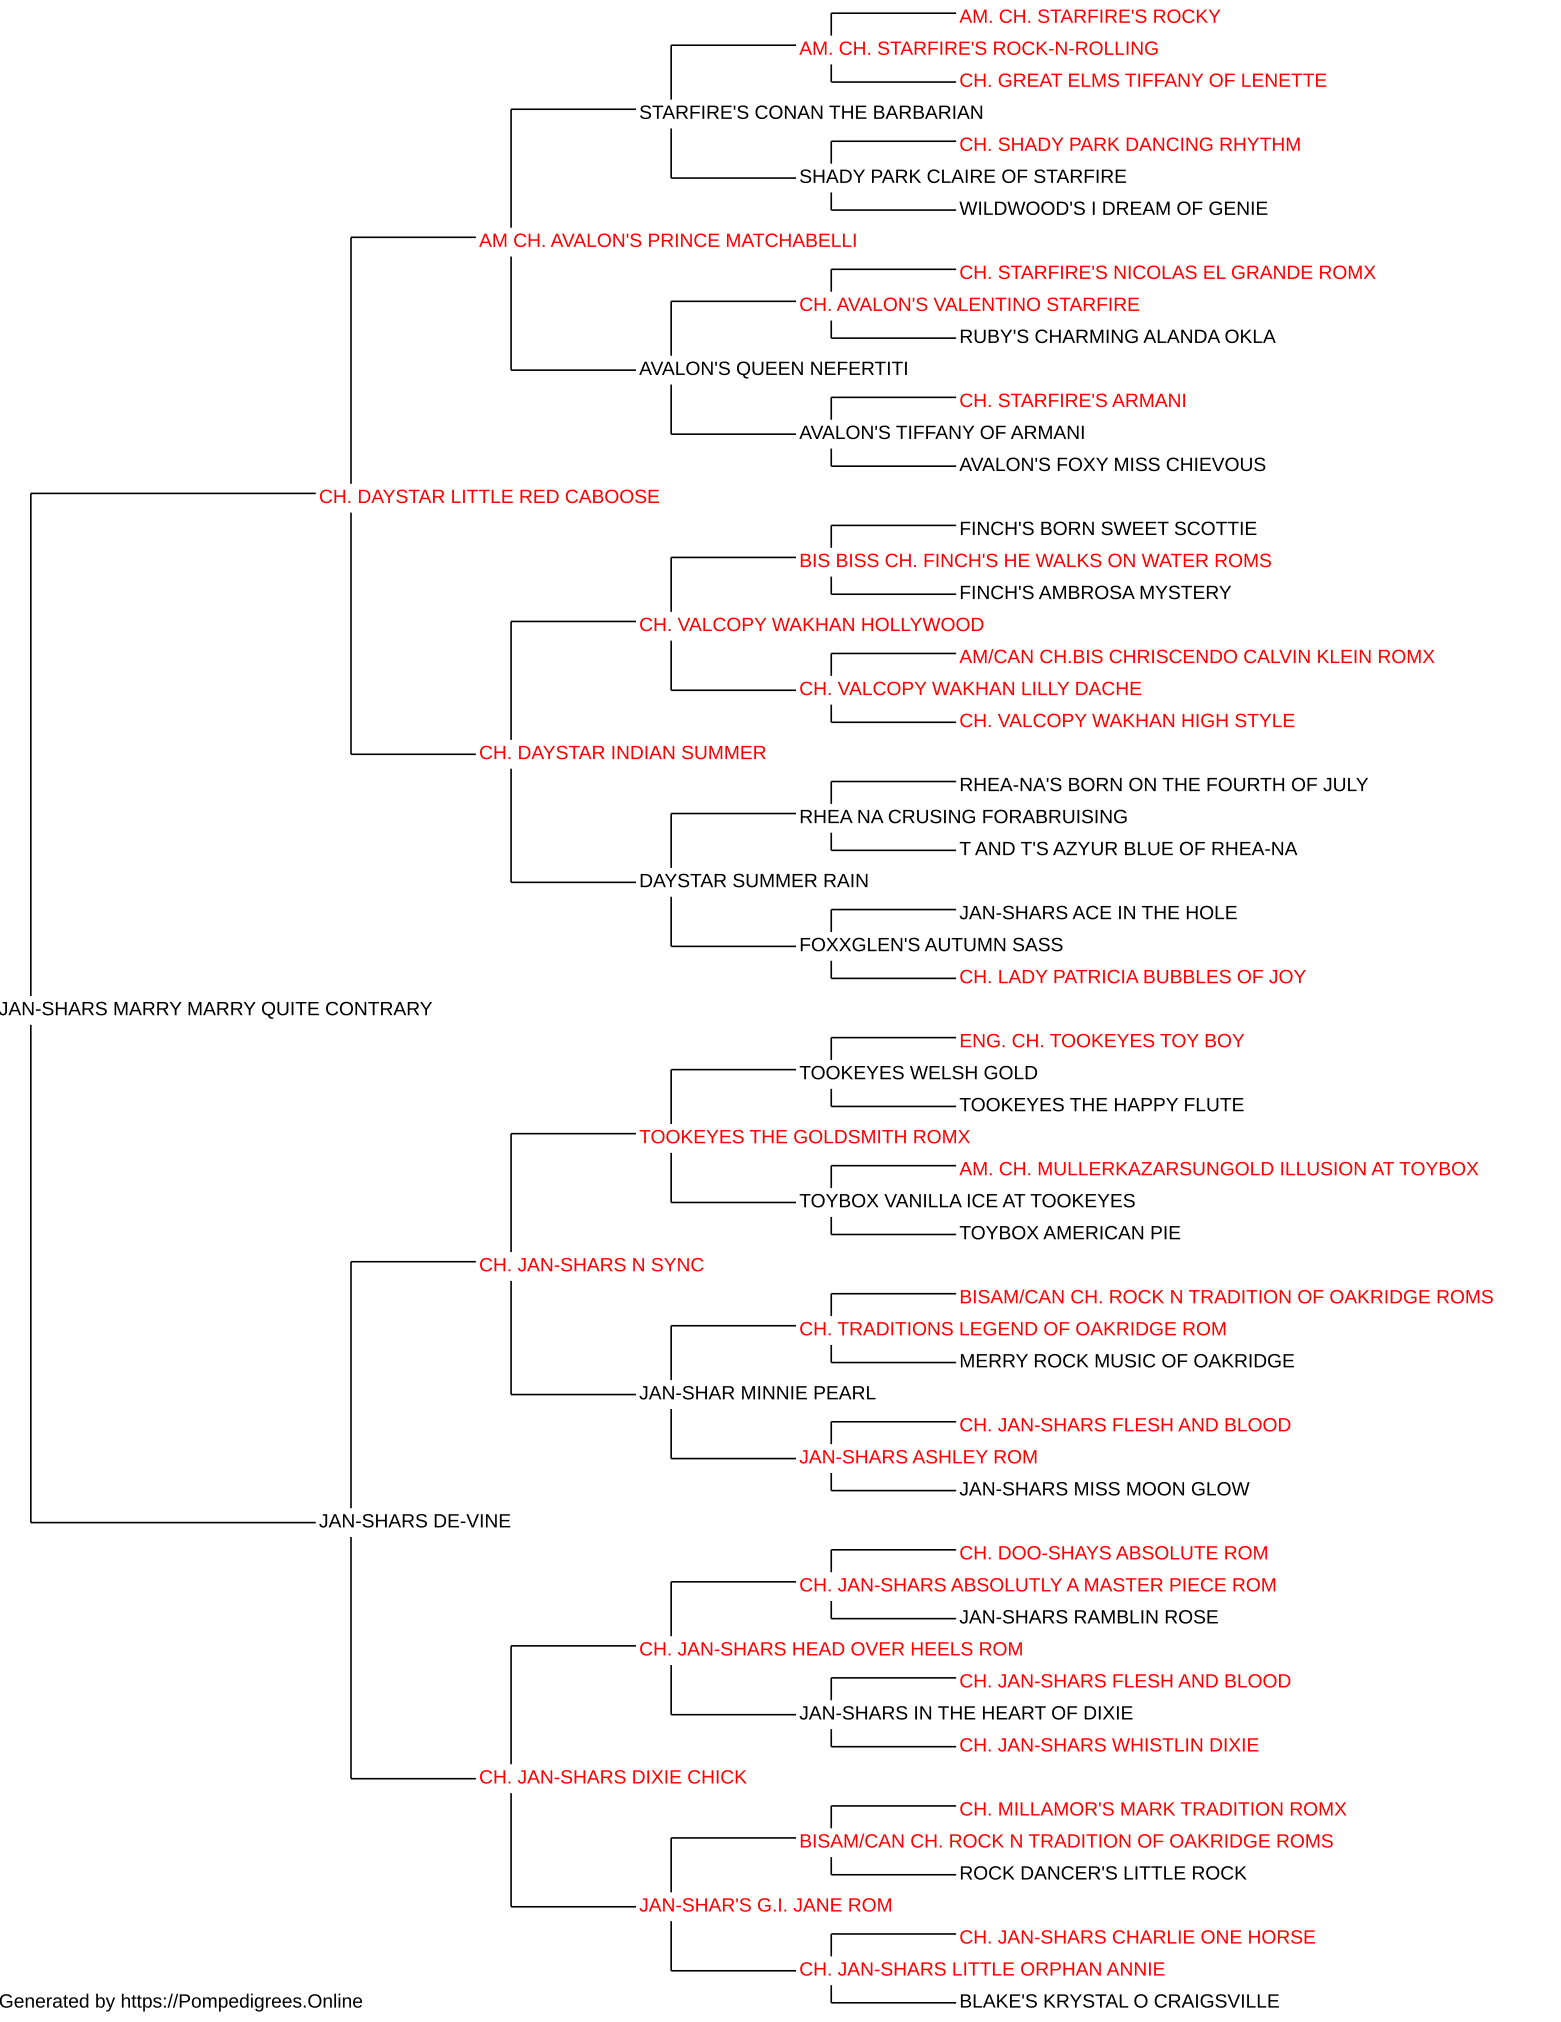 AM. CH. STARFIRE'S ROCKY
AM. CH. STARFIRE'S ROCK-N-ROLLING
CH. GREAT ELMS TIFFANY OF LENETTE
STARFIRE'S CONAN THE BARBARIAN
CH. SHADY PARK DANCING RHYTHM
SHADY PARK CLAIRE OF STARFIRE
WILDWOOD'S I DREAM OF GENIE
AM CH. AVALON'S PRINCE MATCHABELLI
CH. STARFIRE'S NICOLAS EL GRANDE ROMX
CH. AVALON'S VALENTINO STARFIRE
RUBY'S CHARMING ALANDA OKLA
AVALON'S QUEEN NEFERTITI
CH. STARFIRE'S ARMANI
AVALON'S TIFFANY OF ARMANI
AVALON'S FOXY MISS CHIEVOUS
CH. DAYSTAR LITTLE RED CABOOSE
FINCH'S BORN SWEET SCOTTIE
BIS BISS CH. FINCH'S HE WALKS ON WATER ROMS
FINCH'S AMBROSA MYSTERY
CH. VALCOPY WAKHAN HOLLYWOOD
AM/CAN CH.BIS CHRISCENDO CALVIN KLEIN ROMX
CH. VALCOPY WAKHAN LILLY DACHE
CH. VALCOPY WAKHAN HIGH STYLE
CH. DAYSTAR INDIAN SUMMER
RHEA-NA'S BORN ON THE FOURTH OF JULY
RHEA NA CRUSING FORABRUISING
T AND T'S AZYUR BLUE OF RHEA-NA
DAYSTAR SUMMER RAIN
JAN-SHARS ACE IN THE HOLE
FOXXGLEN'S AUTUMN SASS
CH. LADY PATRICIA BUBBLES OF JOY
JAN-SHARS MARRY MARRY QUITE CONTRARY
ENG. CH. TOOKEYES TOY BOY
TOOKEYES WELSH GOLD
TOOKEYES THE HAPPY FLUTE
TOOKEYES THE GOLDSMITH ROMX
AM. CH. MULLERKAZARSUNGOLD ILLUSION AT TOYBOX
TOYBOX VANILLA ICE AT TOOKEYES
TOYBOX AMERICAN PIE
CH. JAN-SHARS N SYNC
BISAM/CAN CH. ROCK N TRADITION OF OAKRIDGE ROMS
CH. TRADITIONS LEGEND OF OAKRIDGE ROM
MERRY ROCK MUSIC OF OAKRIDGE
JAN-SHAR MINNIE PEARL
CH. JAN-SHARS FLESH AND BLOOD
JAN-SHARS ASHLEY ROM
JAN-SHARS MISS MOON GLOW
JAN-SHARS DE-VINE
CH. DOO-SHAYS ABSOLUTE ROM
CH. JAN-SHARS ABSOLUTLY A MASTER PIECE ROM
JAN-SHARS RAMBLIN ROSE
CH. JAN-SHARS HEAD OVER HEELS ROM
CH. JAN-SHARS FLESH AND BLOOD
JAN-SHARS IN THE HEART OF DIXIE
CH. JAN-SHARS WHISTLIN DIXIE
CH. JAN-SHARS DIXIE CHICK
CH. MILLAMOR'S MARK TRADITION ROMX
BISAM/CAN CH. ROCK N TRADITION OF OAKRIDGE ROMS
ROCK DANCER'S LITTLE ROCK
JAN-SHAR'S G.I. JANE ROM
CH. JAN-SHARS CHARLIE ONE HORSE
CH. JAN-SHARS LITTLE ORPHAN ANNIE
BLAKE'S KRYSTAL O CRAIGSVILLE
Generated by https://Pompedigrees.Online